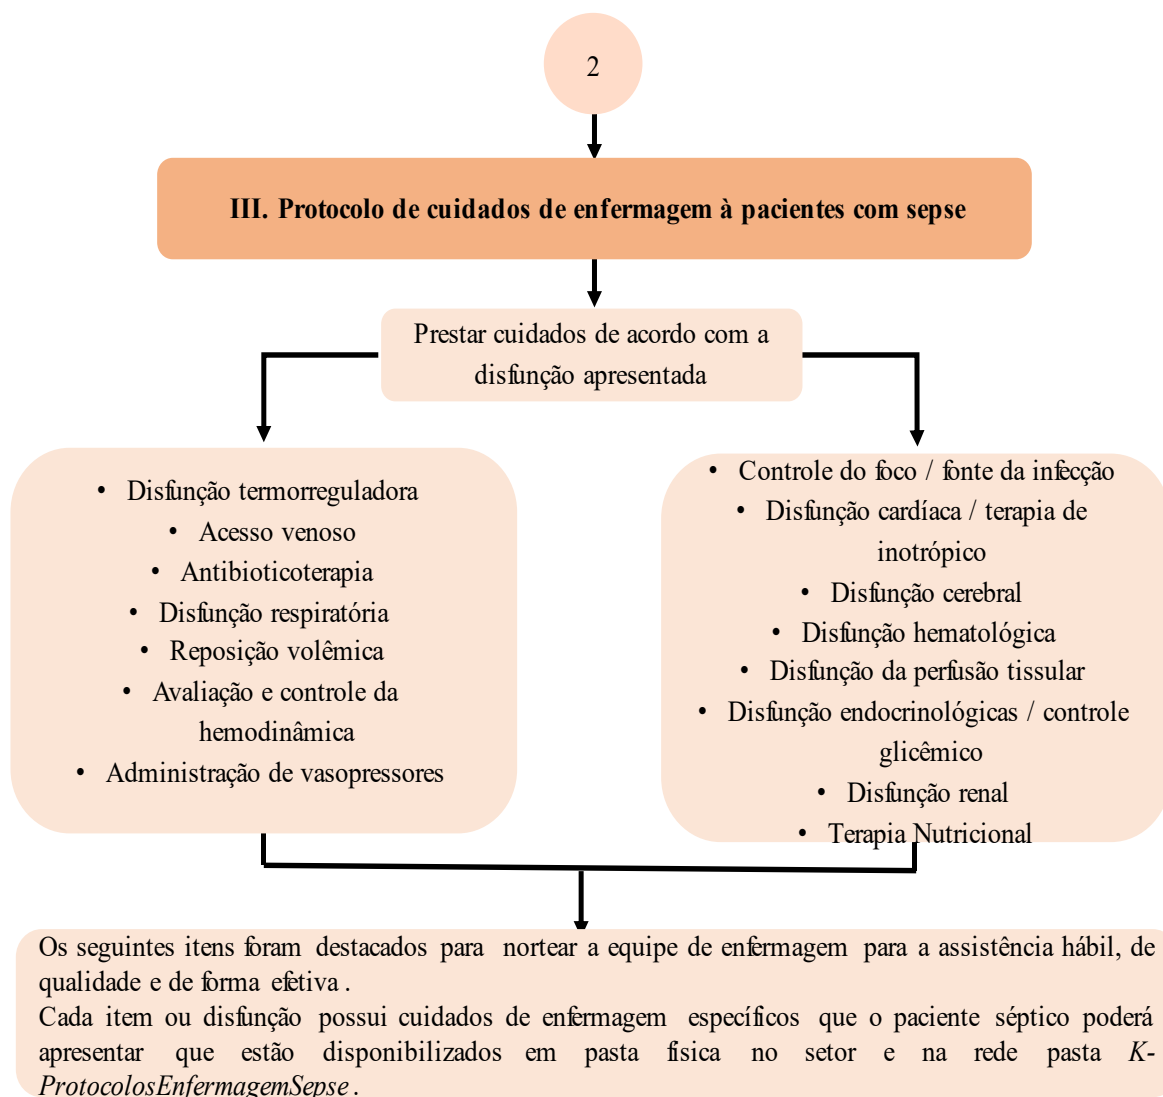 2
III. Protocolo de cuidados de enfermagem à pacientes com sepse
Prestar cuidados de acordo com a
disfunção apresentada
• Disfunção termorreguladora
• Acesso venoso
• Antibioticoterapia
• Disfunção respiratória
• Reposição volêmica
• Avaliação e controle da
hemodinâmica
• Administração de vasopressores
• Controle do foco / fonte da infecção
• Disfunção cardíaca / terapia de
inotrópico
• Disfunção cerebral
• Disfunção hematológica
• Disfunção da perfusão tissular
• Disfunção endocrinológicas / controle
glicêmico
• Disfunção renal
• Terapia Nutricional
Os seguintes itens foram destacados para nortear a equipe de enfermagem para a assistência hábil, de
qualidade e de forma efetiva .
Cada item ou disfunção possui cuidados de enfermagem específicos que o paciente séptico poderá
apresentar que estão disponibilizados em pasta física no setor e na rede pasta K-
ProtocolosEnfermagemSepse .